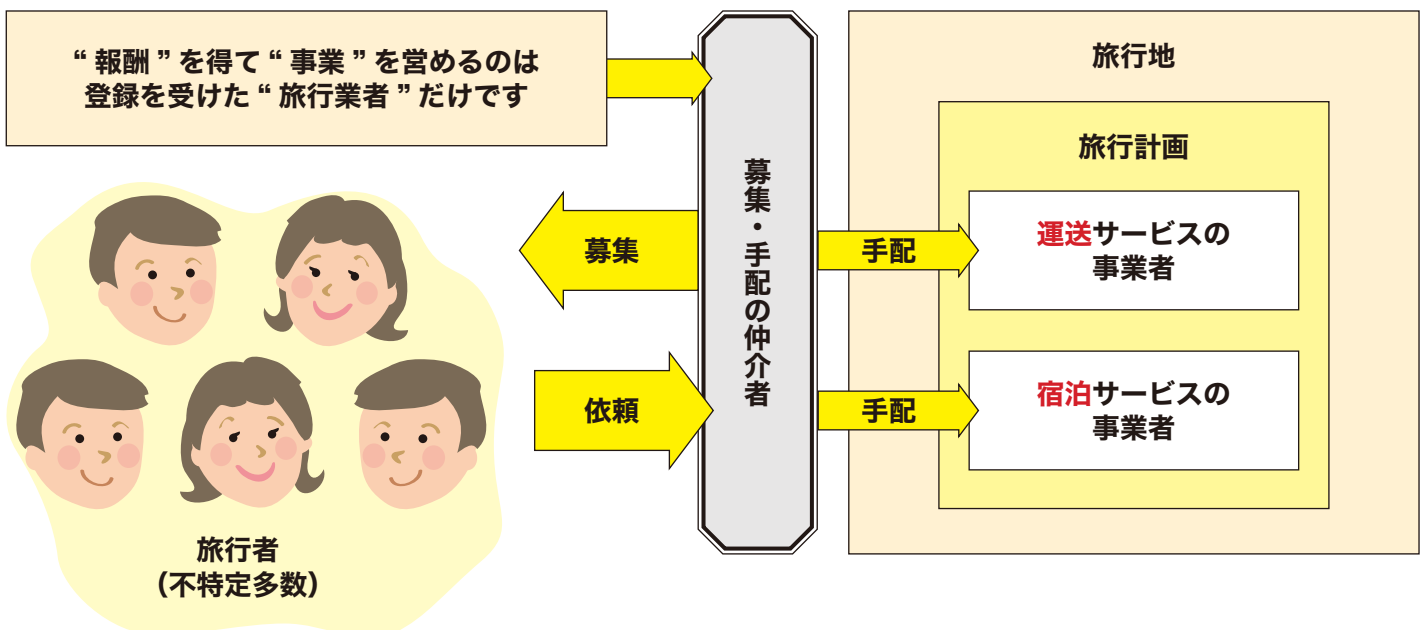 “ 報酬 ” を得て “ 事業 ” を営めるのは
登録を受けた “ 旅行業者 ” だけです
募集・手配の仲介者
募集
依頼
旅行者
（不特定多数）
旅行地
旅行計画
手配
運送サービスの
事業者
手配
宿泊サービスの
事業者